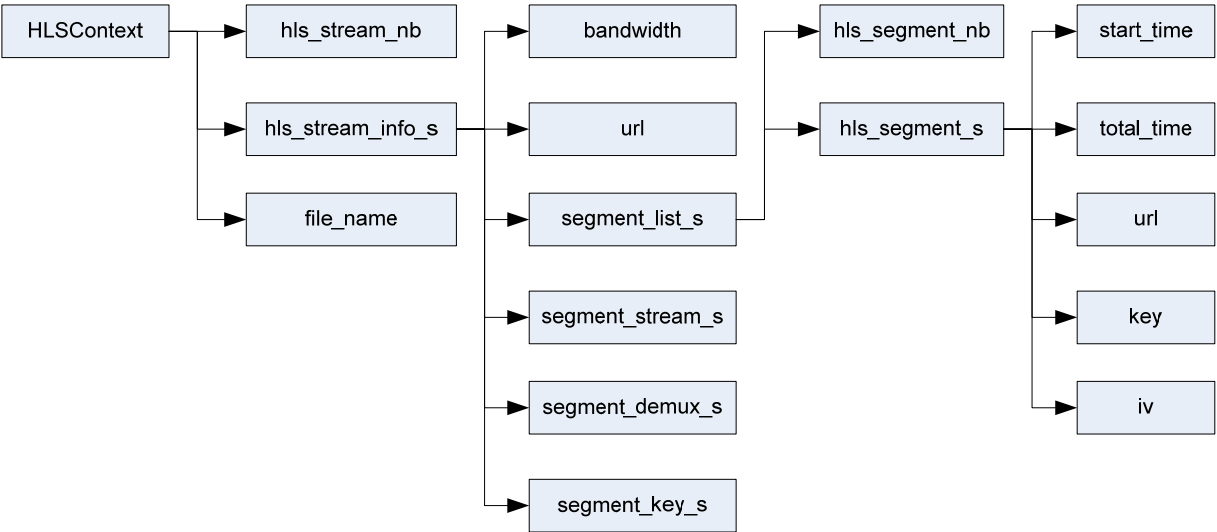 HLSContext
hls_stream_nb
hls_stream_info_s
file_name
bandwidth
url
segment_list_s
segment_stream_s
segment_demux_s
segment_key_s
hls_segment_nb
hls_segment_s
start_time
total_time
url
key
iv